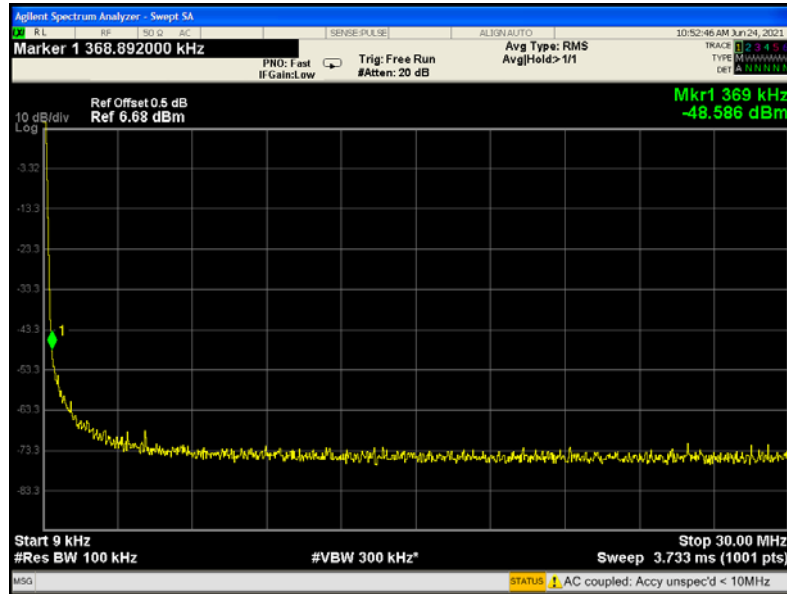 Agilent Spectrum Analyzer - Swept SA
RL RF 50 Ω AC SENSE:PULSE ALIGNAUTO 10:52:46 AM Jun 24, 2021
Marker 1 368.892000 kHz
PNO: Fast
IFGain:Low
Trig: Free Run
#Atten: 20 dB
Avg Type: RMS
Avg|Hold:>1/1
TRACE 1 2 3 4 5 6
TYPE M
DET A N N N N N
Mkr1 369 kHz
-48.586 dBm
Ref Offset 0.5 dB
10 dB/div Ref 6.68 dBm
Log
-3.32
-13.3
-23.3
-33.3
-43.3
1
-53.3
-63.3
-73.3
-83.3
Start 9 kHz Stop 30.00 MHz
#Res BW 100 kHz #VBW 300 kHz* Sweep 3.733 ms (1001 pts)
MSG STATUS AC coupled: Accy unspec'd < 10MHz